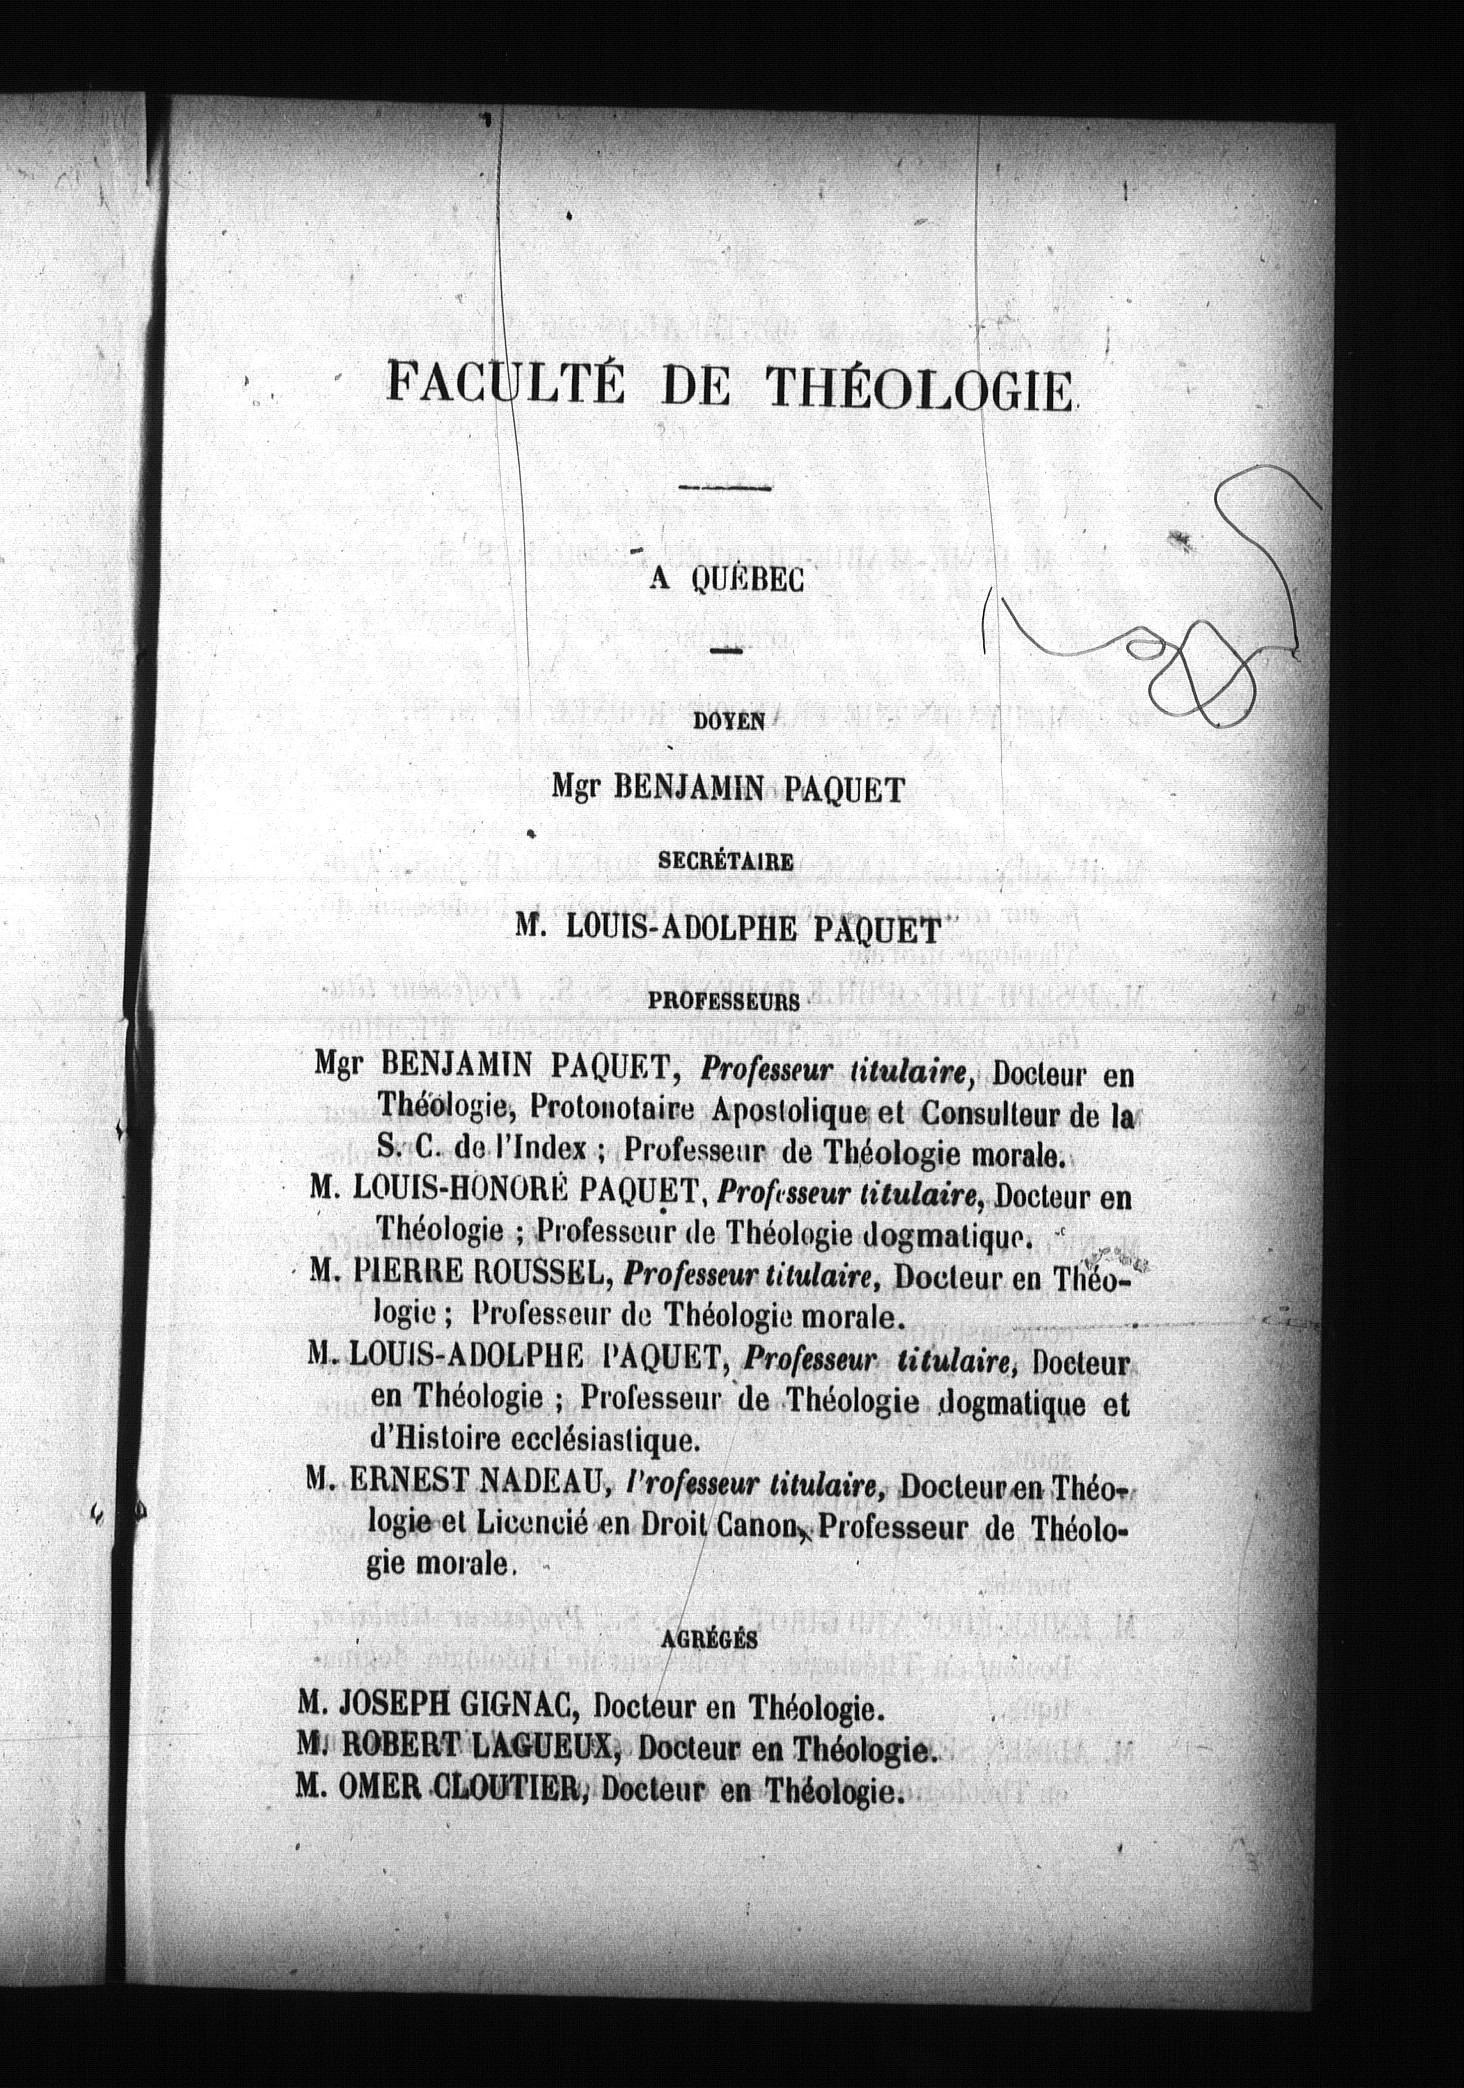 FACULTÉ DE THÉOLOGIE
A QUÉBEC
DOYEN
Mgr BENJAMIN PAQUET
SECRÉTAIRE
M. LOUIS-ADOLPHE PAQUET
PROFESSEURS
Mgr BENJAMIN PAQUET, Professeur titulaire, Docteur en
Théologie, Protonotaire Apostolique et Consulteur de la
S. C. de l'Index ; Professeur de Théologie morale.
M. LOUIS-HONORÉ PAQUET, Professeur titulaire, Docteur en
Théologie ; Professeur de Théologie dogmatique.
M. PIERRE ROUSSEL, Professeur titulaire, Docteur en Théo-
logie ; Professeur de Théologie morale.
M. LOUIS-ADOLPHE PAQUET, Professeur titulaire, Docteur
en Théologie ; Professeur de Théologie dogmatique et
d'Histoire ecclésiastique.
M. ERNEST NADEAU, Professeur titulaire, Docteur en Théo-
logie et Licencié en Droit Canon, Professeur de Théolo-
gie morale.
AGRÉGÉS
M. JOSEPH GIGNAC, Docteur en Théologie.
M. ROBERT LAGUEUX, Docteur en Théologie.
M. OMER CLOUTIER, Docteur en Théologie.